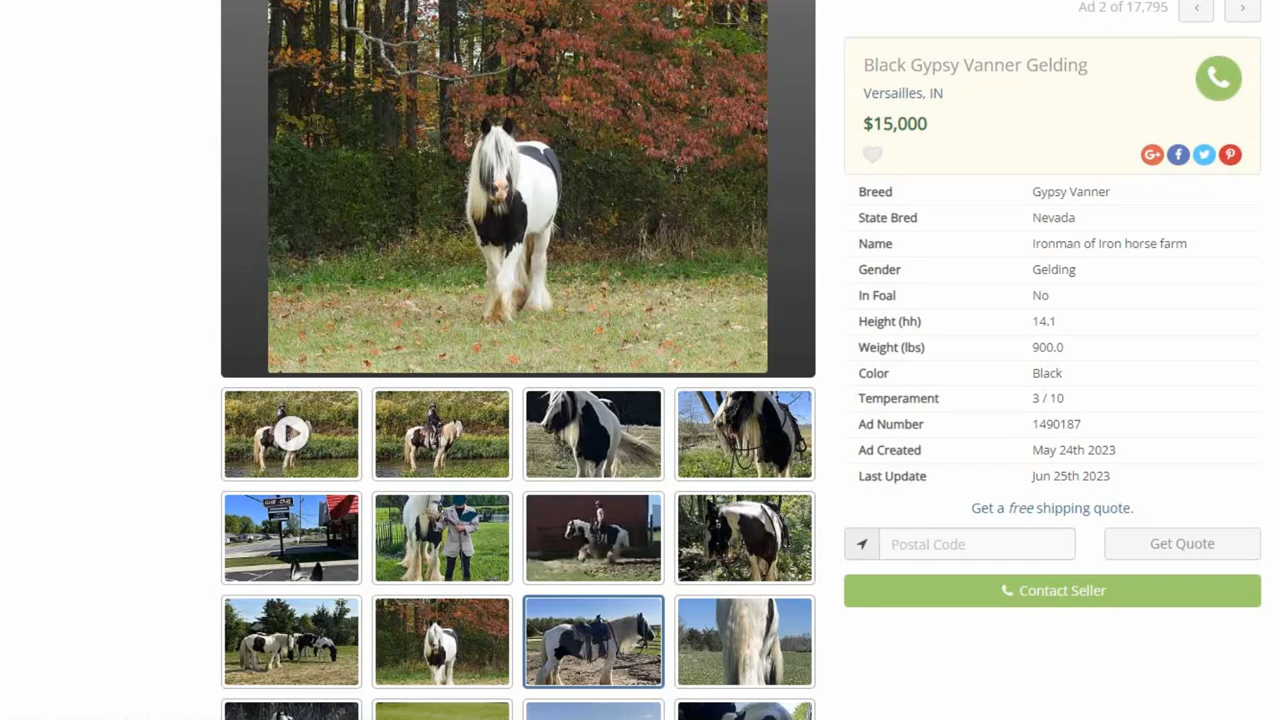 Ad 2 of 17,795
Black Gypsy Vanner Gelding
Versailles, IN
$15,000
Breed Gypsy Vanner
State Bred Nevada
Name Ironman of Iron horse farm
Gender Gelding
In Foal No
Height (hh) 14.1
Weight (lbs) 900.0
Color Black
Temperament 3 / 10
Ad Number 1490187
Ad Created May 24th 2023
Last Update Jun 25th 2023
Get a free shipping quote.
Postal Code Get Quote
Contact Seller